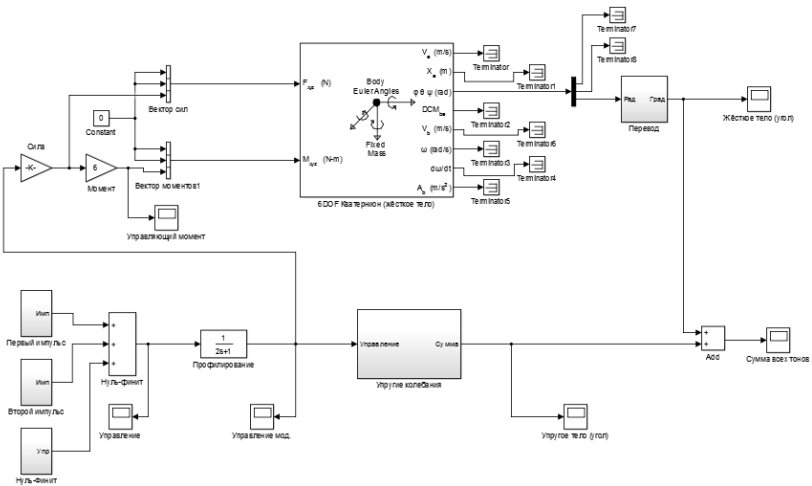 Terminator7
Terminator8
V_e (m/s)
Terminator
X_e (m)
Terminator1
Body
Euler Angles
φ θ ψ (rad)
F_xyz (N)
Рад
Град
Перевод
Жёсткое тело (угол)
Вектор сил
0
Constant
DCM_be
Terminator2
V_b (m/s)
Terminator6
Fixed
Mass
ω (rad/s)
Terminator3
Сила
-K-
6
Момент
M_xyz (N-m)
dω/dt
Terminator4
Вектор моментов1
A_b (m/s²)
Terminator5
6DOF Кватернион (жёсткое тело)
Управляющий момент
Имп
Первый импульс
+
+
+
Нуль-финит
1
2s+1
Профилирование
Управление
Сумма
Упругие колебания
+
+
Add
Сумма всех тонов
Имп
Второй импульс
Управление
Управление мод.
Упругое тело (угол)
Упр
Нуль-Финит